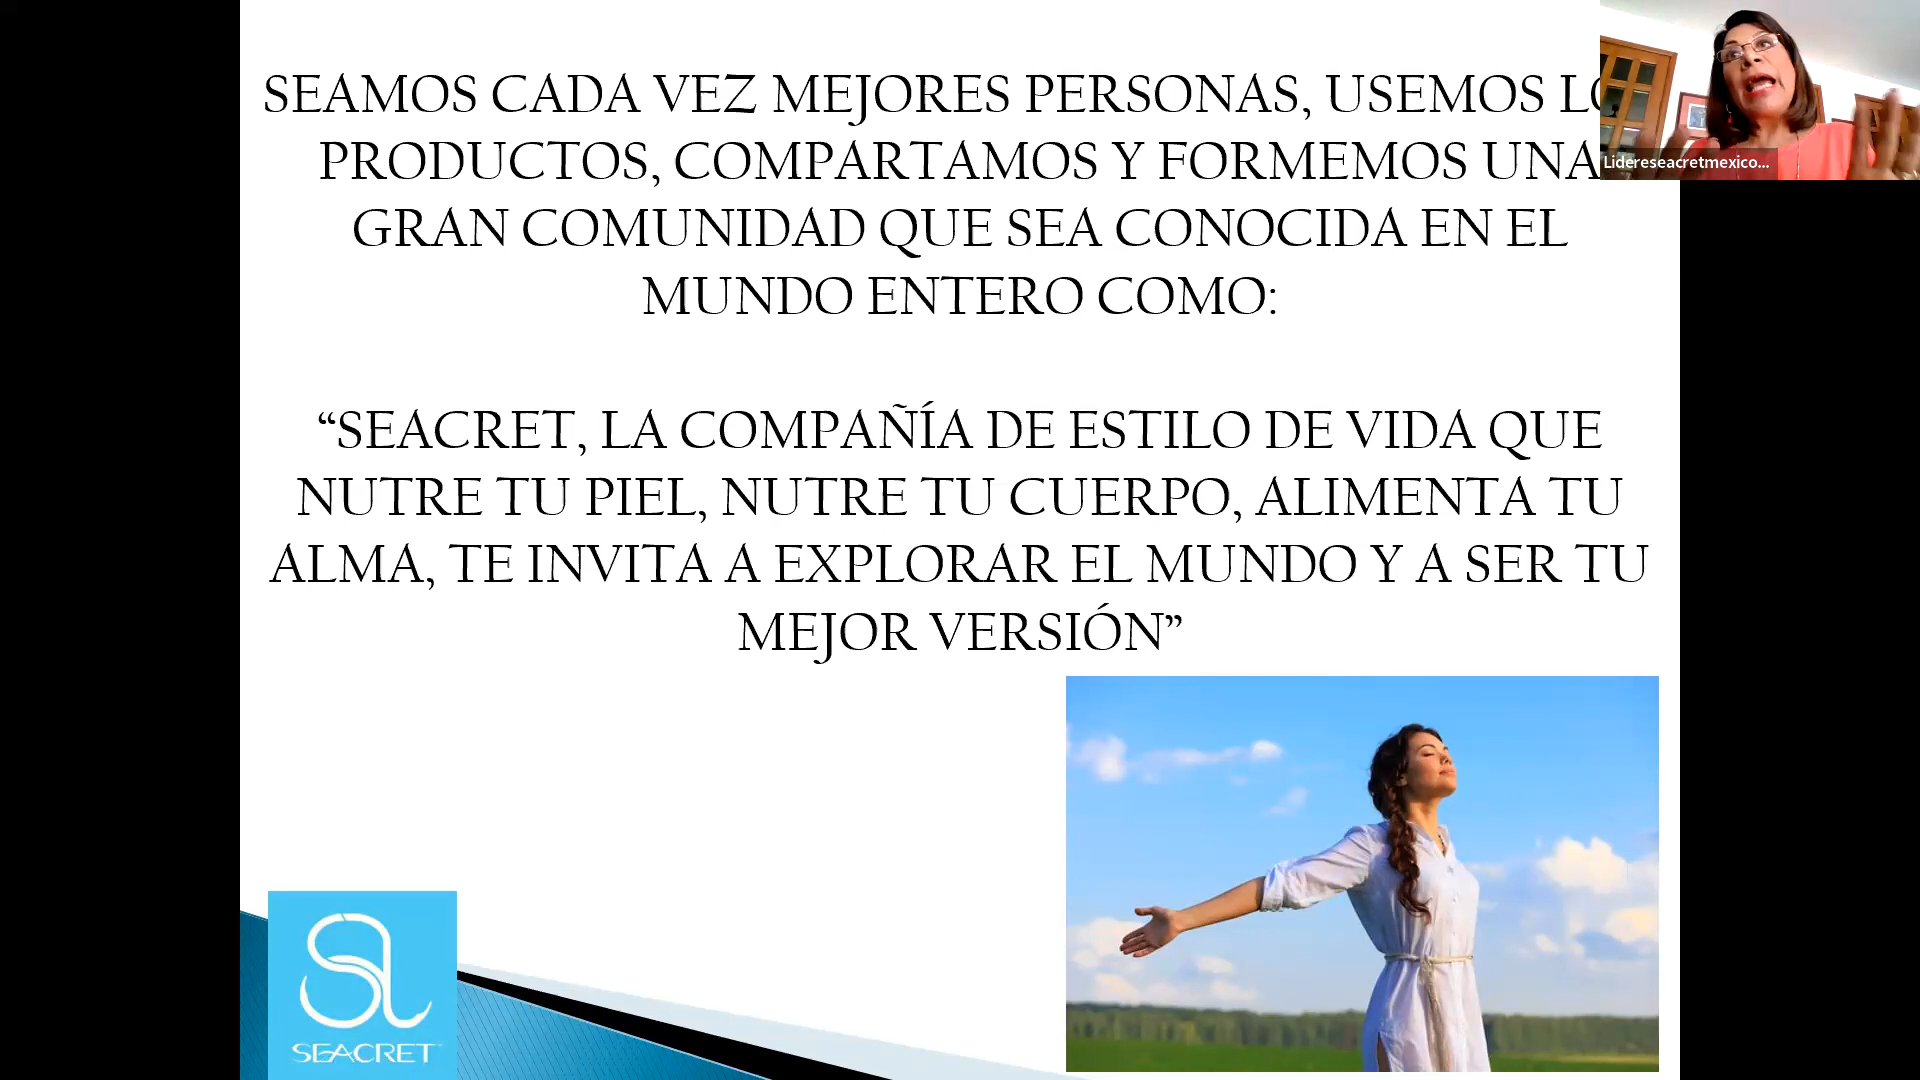 SEAMOS CADA VEZ MEJORES PERSONAS, USEMOS
PRODUCTOS, COMPARTAMOS Y FORMEMOS UNA
GRAN COMUNIDAD QUE SEA CONOCIDA EN EL
MUNDO ENTERO COMO:
“SEACRET, LA COMPAÑÍA DE ESTILO DE VIDA QUE
NUTRE TU PIEL, NUTRE TU CUERPO, ALIMENTA TU
ALMA, TE INVITA A EXPLORAR EL MUNDO Y A SER TU
MEJOR VERSIÓN”
Lidereseacretmexico...
SEACRET